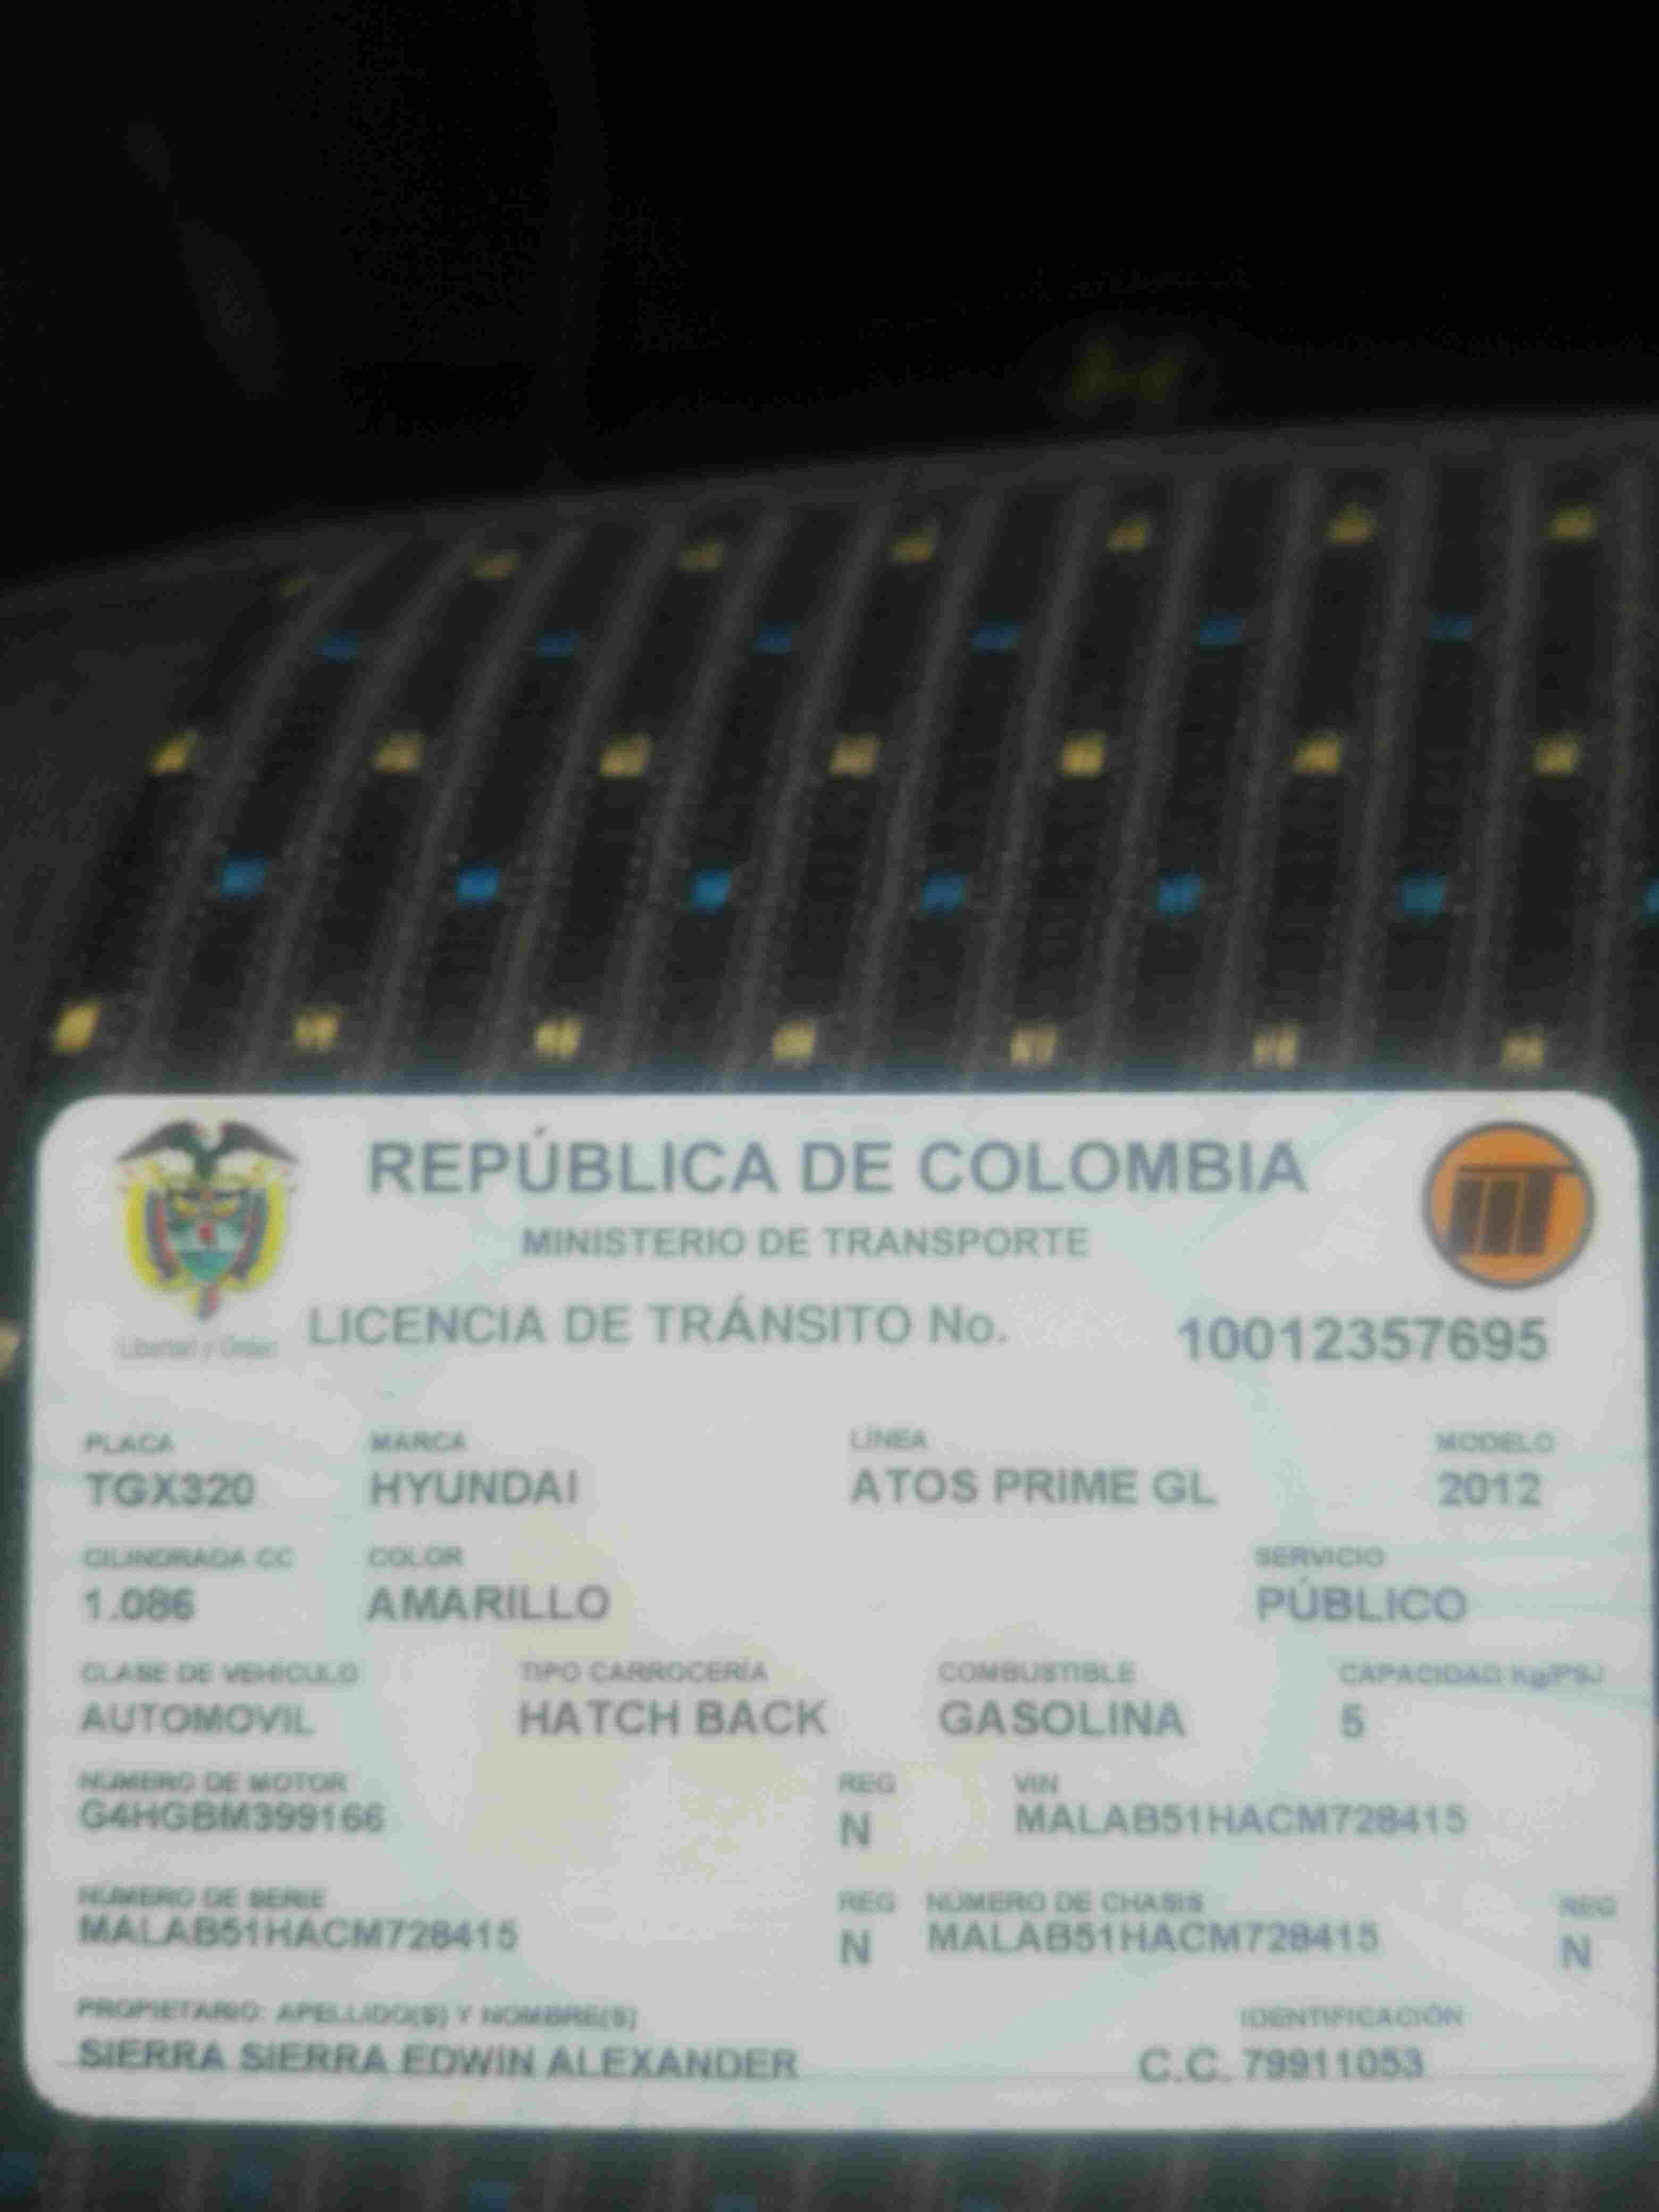 REPÚBLICA DE COLOMBIA
MINISTERIO DE TRANSPORTE
Libertad y Orden
LICENCIA DE TRÁNSITO No. 10012357695
PLACA MARCA LÍNEA MODELO
TGX320 HYUNDAI ATOS PRIME GL 2012
CILINDRADA CC COLOR SERVICIO
1.086 AMARILLO PÚBLICO
CLASE DE VEHÍCULO TIPO CARROCERÍA COMBUSTIBLE CAPACIDAD Kg/PSJ
AUTOMOVIL HATCH BACK GASOLINA 5
NÚMERO DE MOTOR REG VIN
G4HGBM399166 N MALAB51HACM728415
NÚMERO DE SERIE REG NÚMERO DE CHASIS REG
MALAB51HACM728415 N MALAB51HACM728415 N
PROPIETARIO: APELLIDO(S) Y NOMBRE(S) IDENTIFICACIÓN
SIERRA SIERRA EDWIN ALEXANDER C.C. 79911053